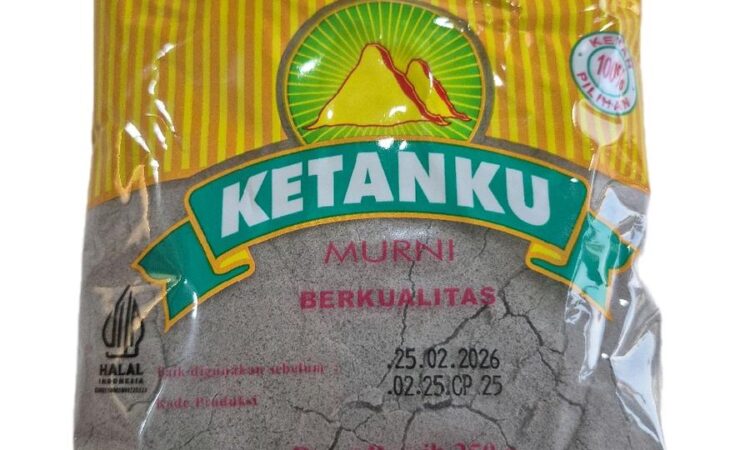 100%
PILIHAN
KETANKU
MURNI
BERKUALITAS
HALAL
INDONESIA
Baik digunakan sebelum :
.25.02.2026
Kode Produksi
.02.25.CP.25